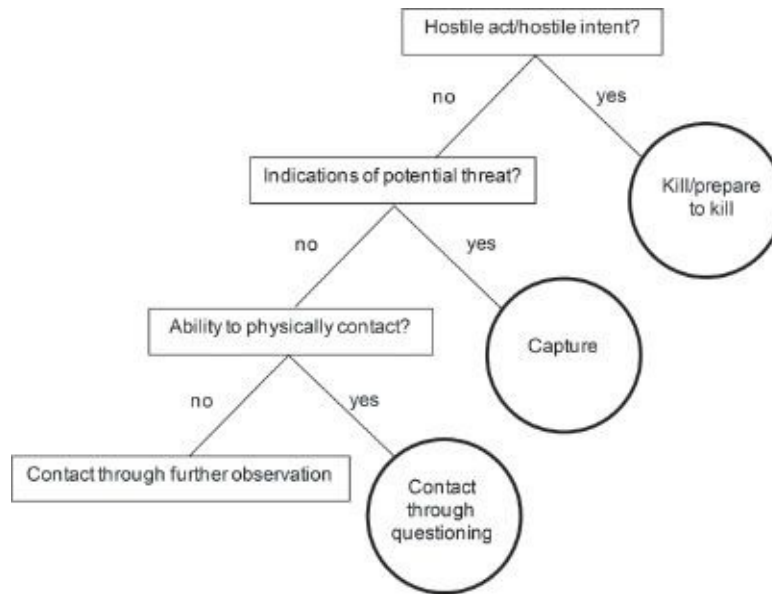 Hostile act/hostile intent?
no
yes
Indications of potential threat?
Kill/prepare
to kill
no
yes
Ability to physically contact?
Capture
no
yes
Contact through further observation
Contact
through
questioning